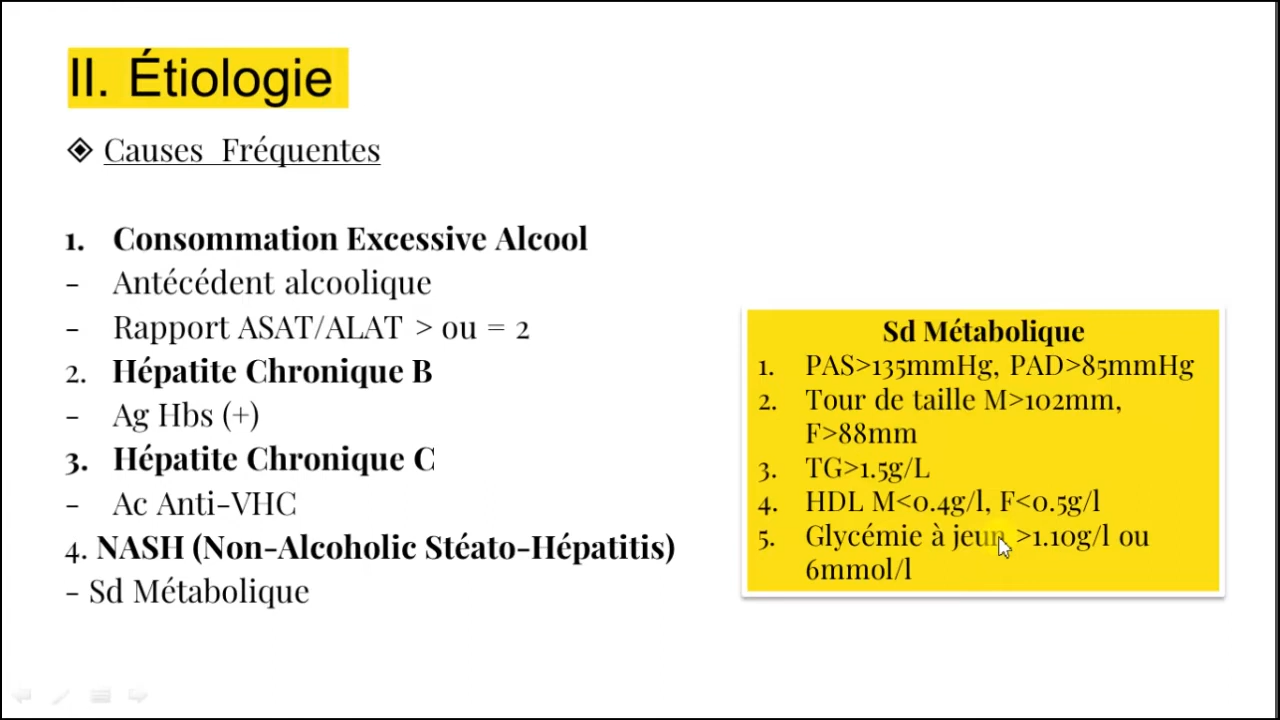 II. Étiologie
Causes Fréquentes
1. Consommation Excessive Alcool
- Antécédent alcoolique
- Rapport ASAT/ALAT > ou = 2
2. Hépatite Chronique B
- Ag Hbs (+)
3. Hépatite Chronique C
- Ac Anti-VHC
4. NASH (Non-Alcoholic Stéato-Hépatitis)
- Sd Métabolique
Sd Métabolique
1. PAS>135mmHg, PAD>85mmHg
2. Tour de taille M>102mm,
F>88mm
3. TG>1.5g/L
4. HDL M<0.4g/l, F<0.5g/l
5. Glycémie à jeun >1.10g/l ou
6mmol/l